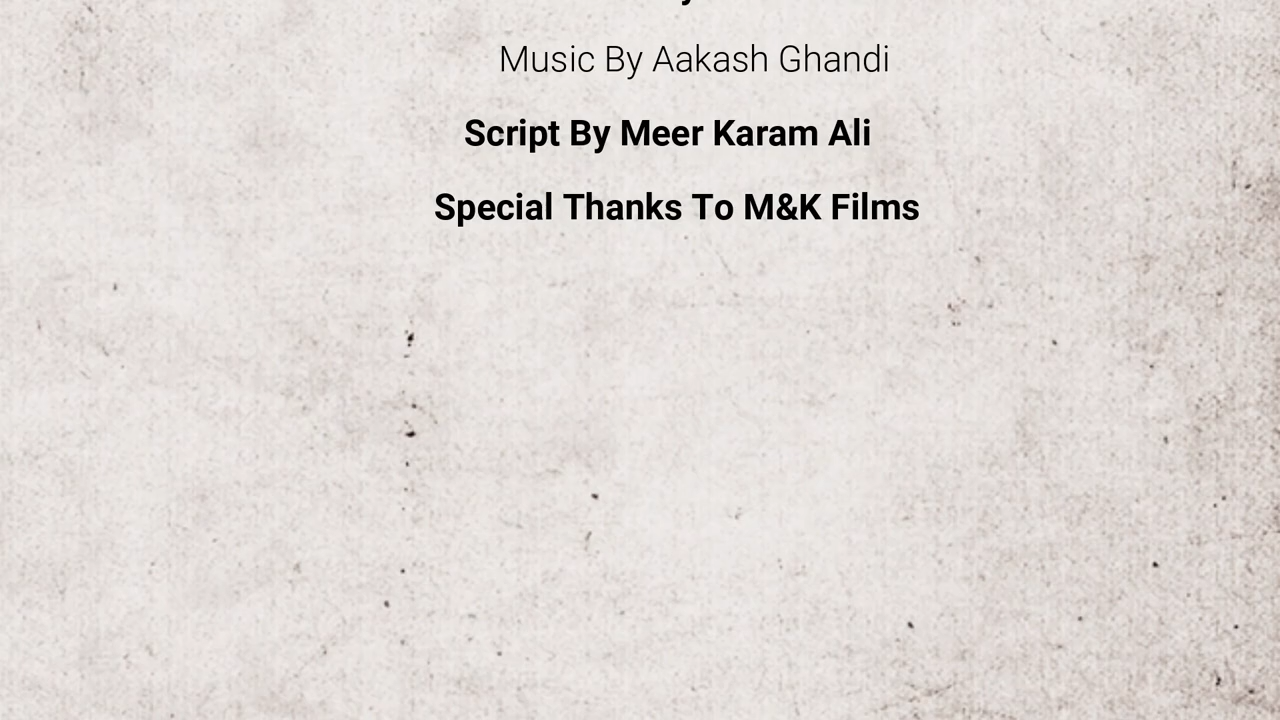 Music By Aakash Ghandi
Script By Meer Karam Ali
Special Thanks To M&K Films